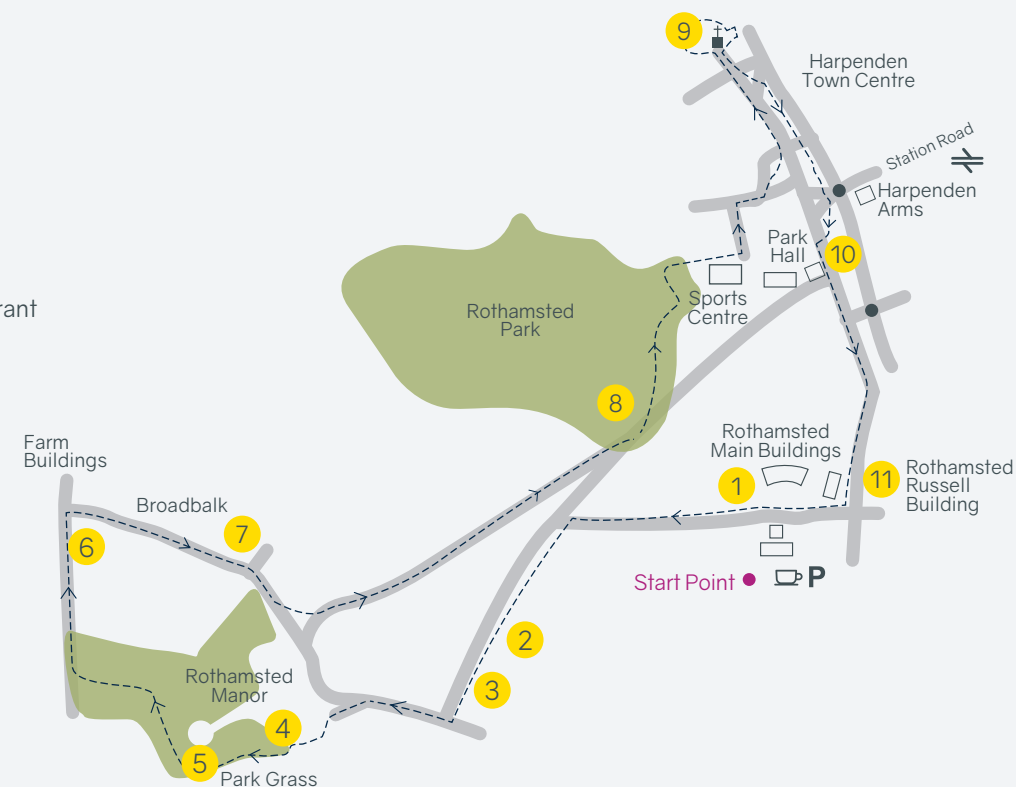 9
Harpenden
Town Centre
Station Road
Harpenden
Arms
Park
Hall
10
Sports
Centre
rant
Rothamsted
Park
8
Rothamsted
Main Buildings
1
11
Rothamsted
Russell
Building
Farm
Buildings
Broadbalk
7
6
Start Point
P
2
3
Rothamsted
Manor
4
5
Park Grass